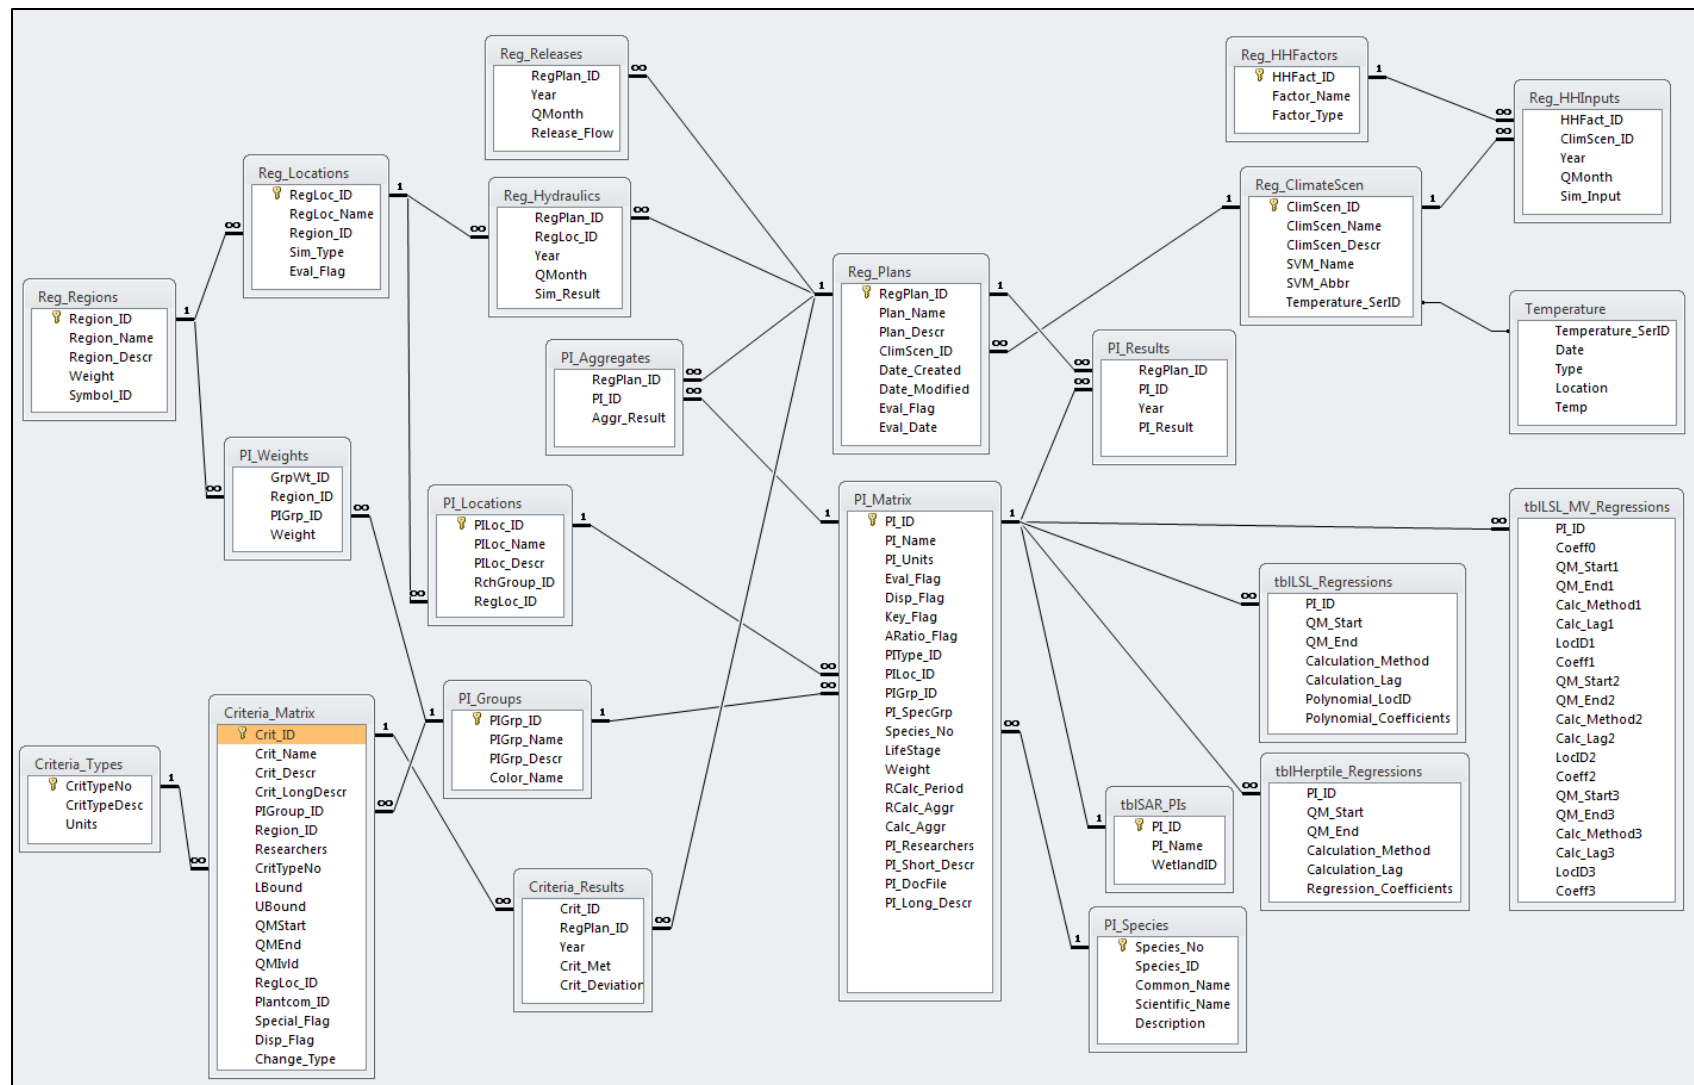 Reg_Releases
RegPlan_ID
Year
QMonth
Release_Flow
Reg_HHFactors
HHFact_ID
Factor_Name
Factor_Type
Reg_HHInputs
HHFact_ID
ClimScen_ID
Year
QMonth
Sim_Input
Reg_Locations
RegLoc_ID
RegLoc_Name
Region_ID
Sim_Type
Eval_Flag
Reg_Hydraulics
RegPlan_ID
RegLoc_ID
Year
QMonth
Sim_Result
Reg_ClimateScen
ClimScen_ID
ClimScen_Name
ClimScen_Descr
SVM_Name
SVM_Abbr
Temperature_SerID
Reg_Regions
Region_ID
Region_Name
Region_Descr
Weight
Symbol_ID
Reg_Plans
RegPlan_ID
Plan_Name
Plan_Descr
ClimScen_ID
Date_Created
Date_Modified
Eval_Flag
Eval_Date
Temperature
Temperature_SerID
Date
Type
Location
Temp
PI_Aggregates
RegPlan_ID
PI_ID
Aggr_Result
PI_Results
RegPlan_ID
PI_ID
Year
PI_Result
PI_Weights
GrpWt_ID
Region_ID
PIGrp_ID
Weight
PI_Locations
PILoc_ID
PILoc_Name
PILoc_Descr
RchGroup_ID
RegLoc_ID
PI_Matrix
PI_ID
PI_Name
PI_Units
Eval_Flag
Disp_Flag
Key_Flag
ARatio_Flag
PIType_ID
PILoc_ID
PIGrp_ID
PI_SpecGrp
Species_No
LifeStage
Weight
RCalc_Period
RCalc_Aggr
Calc_Aggr
PI_Researchers
PI_Short_Descr
PI_DocFile
PI_Long_Descr
tblLSL_MV_Regressions
PI_ID
Coeff0
QM_Start1
QM_End1
Calc_Method1
Calc_Lag1
LocID1
Coeff1
QM_Start2
QM_End2
Calc_Method2
Calc_Lag2
LocID2
Coeff2
QM_Start3
QM_End3
Calc_Method3
Calc_Lag3
LocID3
Coeff3
tblLSL_Regressions
PI_ID
QM_Start
QM_End
Calculation_Method
Calculation_Lag
Polynomial_LocID
Polynomial_Coefficients
Criteria_Types
CritTypeNo
CritTypeDesc
Units
Criteria_Matrix
Crit_ID
Crit_Name
Crit_Descr
Crit_LongDescr
PIGroup_ID
Region_ID
Researchers
CritTypeNo
LBound
UBound
QMStart
QMEnd
QMIvld
RegLoc_ID
Plantcom_ID
Special_Flag
Disp_Flag
Change_Type
PI_Groups
PIGrp_ID
PIGrp_Name
PIGrp_Descr
Color_Name
tblHerptile_Regressions
PI_ID
QM_Start
QM_End
Calculation_Method
Calculation_Lag
Regression_Coefficients
tblSAR_PIs
PI_ID
PI_Name
WetlandID
Criteria_Results
Crit_ID
RegPlan_ID
Year
Crit_Met
Crit_Deviation
PI_Species
Species_No
Species_ID
Common_Name
Scientific_Name
Description